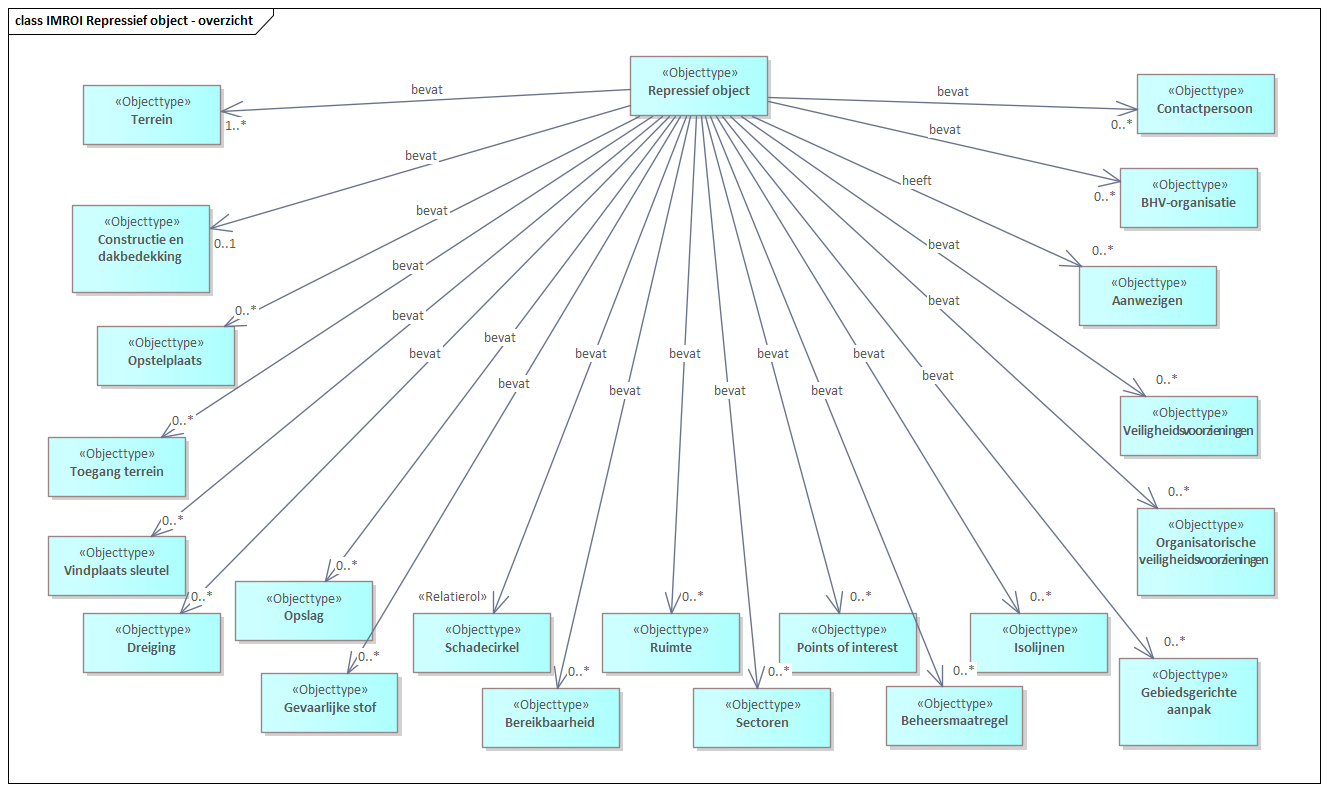 class IMROI Repressief object - overzicht
«Objecttype»
Repressief object
«Objecttype»
Terrein
bevat
1..*
bevat
0..*
«Objecttype»
Contactpersoon
bevat
0..*
«Objecttype»
BHV-organisatie
bevat
0..1
«Objecttype»
Constructie en
dakbedekking
heeft
0..*
«Objecttype»
Aanwezigen
bevat
0..*
«Objecttype»
Opstelplaats
bevat
0..*
«Objecttype»
Veiligheidsvoorzieningen
bevat
0..*
«Objecttype»
Toegang terrein
bevat
0..*
«Objecttype»
Organisatorische
veiligheidsvoorzieningen
bevat
0..*
«Objecttype»
Vindplaats sleutel
bevat
0..*
«Objecttype»
Dreiging
bevat
0..*
«Objecttype»
Opslag
bevat
0..*
«Objecttype»
Gevaarlijke stof
bevat
«Relatierol»
«Objecttype»
Schadecirkel
bevat
0..*
«Objecttype»
Bereikbaarheid
bevat
0..*
«Objecttype»
Ruimte
bevat
0..*
«Objecttype»
Sectoren
bevat
0..*
«Objecttype»
Points of interest
bevat
0..*
«Objecttype»
Beheersmaatregel
bevat
0..*
«Objecttype»
Isolijnen
bevat
0..*
«Objecttype»
Gebiedsgerichte
aanpak